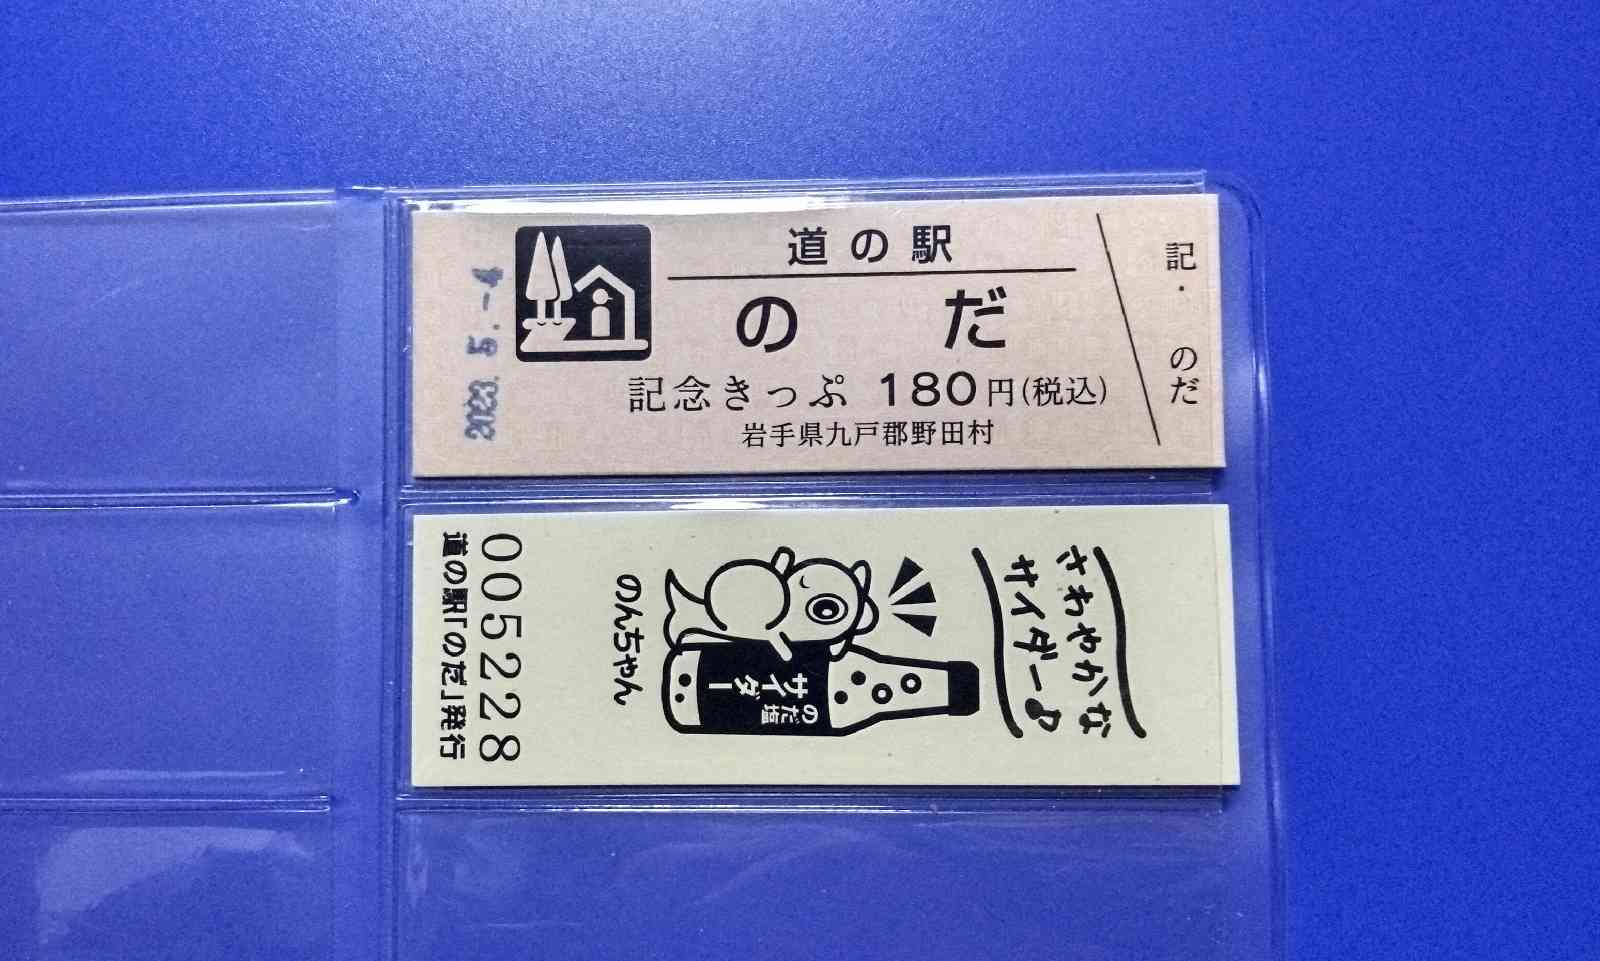 2023. 5. -4
道の駅
のだ
記念きっぷ 180円(税込)
岩手県九戸郡野田村
記・のだ
さわやかな
サイダー♪
のだ塩
サイダー
のんちゃん
005228
道の駅「のだ」発行